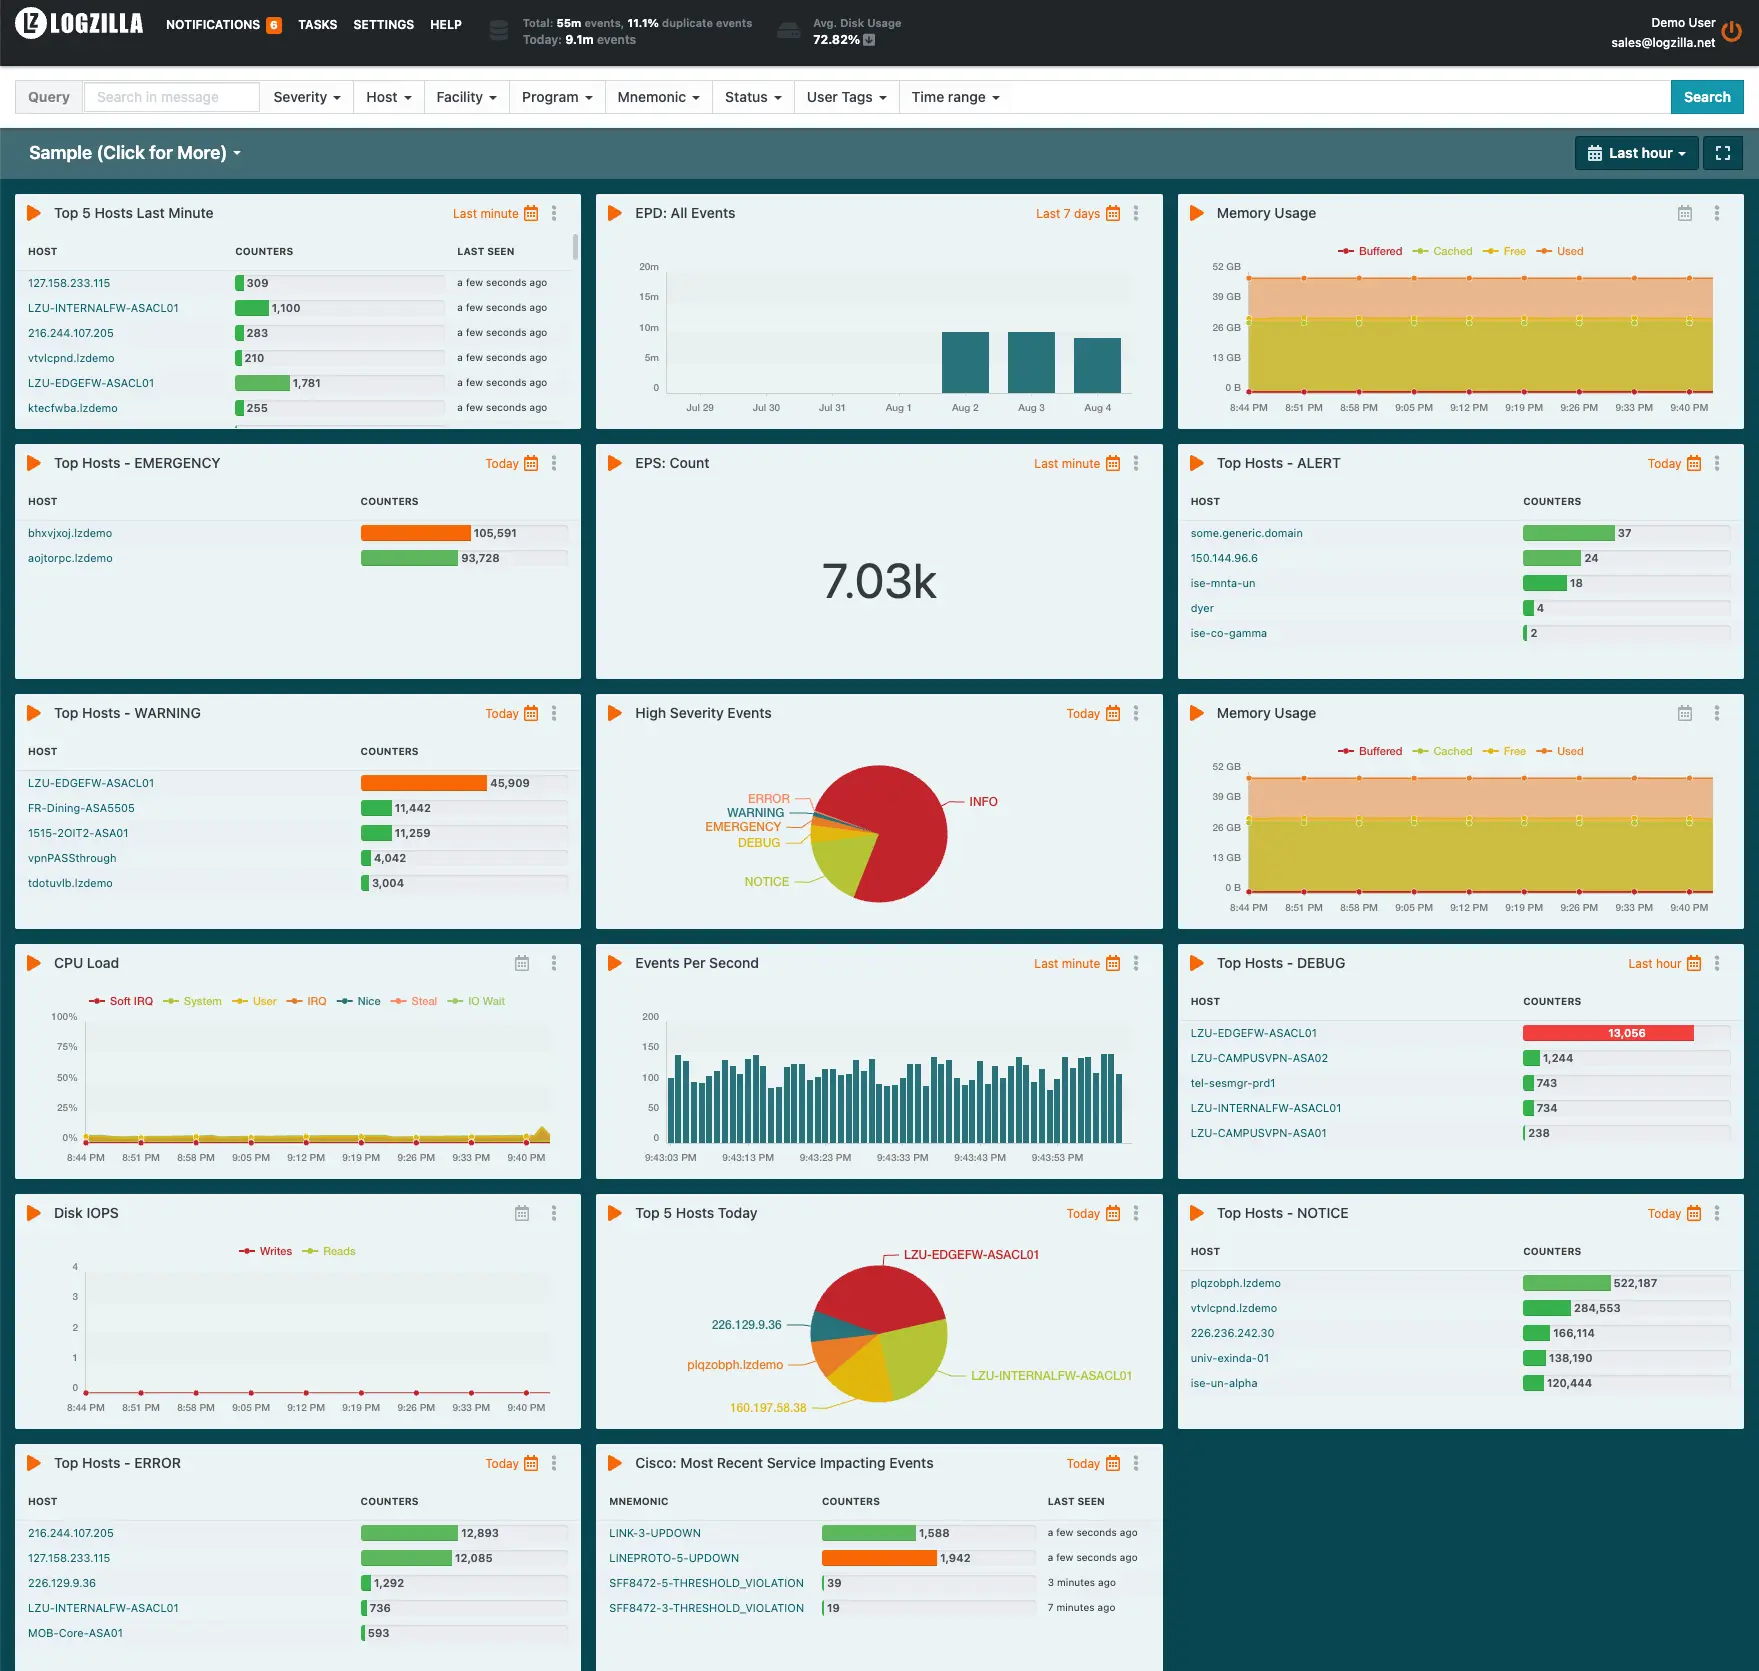 LOGZILLA
NOTIFICATIONS 6 TASKS SETTINGS HELP
Total: 55m events, 11.1% duplicate events
Today: 9.1m events
Avg. Disk Usage
72.82%
Demo User
sales@logzilla.net
Query Search in message Severity Host Facility Program Mnemonic Status User Tags Time range Search
Sample (Click for More)
Last hour
Top 5 Hosts Last Minute Last minute
HOST COUNTERS LAST SEEN
127.158.233.115 309 a few seconds ago
LZU-INTERNALFW-ASACL01 1,100 a few seconds ago
216.244.107.205 283 a few seconds ago
vtvlcpnd.lzdemo 210 a few seconds ago
LZU-EDGEFW-ASACL01 1,781 a few seconds ago
ktecfwba.lzdemo 255 a few seconds ago
EPD: All Events Last 7 days
20m
15m
10m
5m
0
Jul 29 Jul 30 Jul 31 Aug 1 Aug 2 Aug 3 Aug 4
Memory Usage
Buffered Cached Free Used
52 GB
39 GB
26 GB
13 GB
0 B
8:44 PM 8:51 PM 8:58 PM 9:05 PM 9:12 PM 9:19 PM 9:26 PM 9:33 PM 9:40 PM
Top Hosts - EMERGENCY Today
HOST COUNTERS
bhxvjxoj.lzdemo 105,591
aojtorpc.lzdemo 93,728
EPS: Count Last minute
7.03k
Top Hosts - ALERT Today
HOST COUNTERS
some.generic.domain 37
150.144.96.6 24
ise-mnta-un 18
dyer 4
ise-co-gamma 2
Top Hosts - WARNING Today
HOST COUNTERS
LZU-EDGEFW-ASACL01 45,909
FR-Dining-ASA5505 11,442
1515-2OIT2-ASA01 11,259
vpnPASSthrough 4,042
tdotuvlb.lzdemo 3,004
High Severity Events Today
ERROR
WARNING
EMERGENCY
DEBUG
NOTICE
INFO
Memory Usage
Buffered Cached Free Used
52 GB
39 GB
26 GB
13 GB
0 B
8:44 PM 8:51 PM 8:58 PM 9:05 PM 9:12 PM 9:19 PM 9:26 PM 9:33 PM 9:40 PM
CPU Load
Soft IRQ System User IRQ Nice Steal IO Wait
100%
75%
50%
25%
0%
8:44 PM 8:51 PM 8:58 PM 9:05 PM 9:12 PM 9:19 PM 9:26 PM 9:33 PM 9:40 PM
Events Per Second Last minute
200
150
100
50
0
9:43:03 PM 9:43:13 PM 9:43:23 PM 9:43:33 PM 9:43:43 PM 9:43:53 PM
Top Hosts - DEBUG Last hour
HOST COUNTERS
LZU-EDGEFW-ASACL01 13,056
LZU-CAMPUSVPN-ASA02 1,244
tel-sesmgr-prd1 743
LZU-INTERNALFW-ASACL01 734
LZU-CAMPUSVPN-ASA01 238
Disk IOPS
Writes Reads
4
3
2
1
0
8:44 PM 8:51 PM 8:58 PM 9:05 PM 9:12 PM 9:19 PM 9:26 PM 9:33 PM 9:40 PM
Top 5 Hosts Today Today
LZU-EDGEFW-ASACL01
226.129.9.36
plqzobph.lzdemo
LZU-INTERNALFW-ASACL01
160.197.58.38
Top Hosts - NOTICE Today
HOST COUNTERS
plqzobph.lzdemo 522,187
vtvlcpnd.lzdemo 284,553
226.236.242.30 166,114
univ-exinda-01 138,190
ise-un-alpha 120,444
Top Hosts - ERROR Today
HOST COUNTERS
216.244.107.205 12,893
127.158.233.115 12,085
226.129.9.36 1,292
LZU-INTERNALFW-ASACL01 736
MOB-Core-ASA01 593
Cisco: Most Recent Service Impacting Events Today
MNEMONIC COUNTERS LAST SEEN
LINK-3-UPDOWN 1,588 a few seconds ago
LINEPROTO-5-UPDOWN 1,942 a few seconds ago
SFF8472-5-THRESHOLD_VIOLATION 39 3 minutes ago
SFF8472-3-THRESHOLD_VIOLATION 19 7 minutes ago